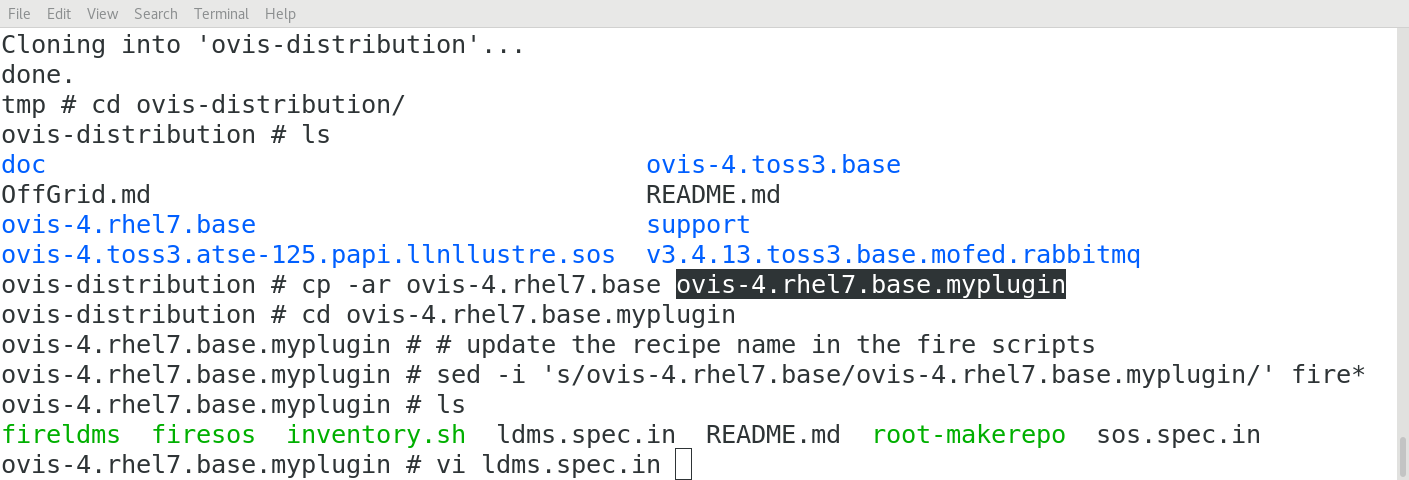 File Edit View Search Terminal Help
Cloning into 'ovis-distribution'...
done.
tmp # cd ovis-distribution/
ovis-distribution # ls
doc ovis-4.toss3.base
OffGrid.md README.md
ovis-4.rhel7.base support
ovis-4.toss3.atse-125.papi.llnllustre.sos v3.4.13.toss3.base.mofed.rabbitmq
ovis-distribution # cp -ar ovis-4.rhel7.base ovis-4.rhel7.base.myplugin
ovis-distribution # cd ovis-4.rhel7.base.myplugin
ovis-4.rhel7.base.myplugin # # update the recipe name in the fire scripts
ovis-4.rhel7.base.myplugin # sed -i 's/ovis-4.rhel7.base/ovis-4.rhel7.base.myplugin/' fire*
ovis-4.rhel7.base.myplugin # ls
fireldms firesos inventory.sh ldms.spec.in README.md root-makerepo sos.spec.in
ovis-4.rhel7.base.myplugin # vi ldms.spec.in